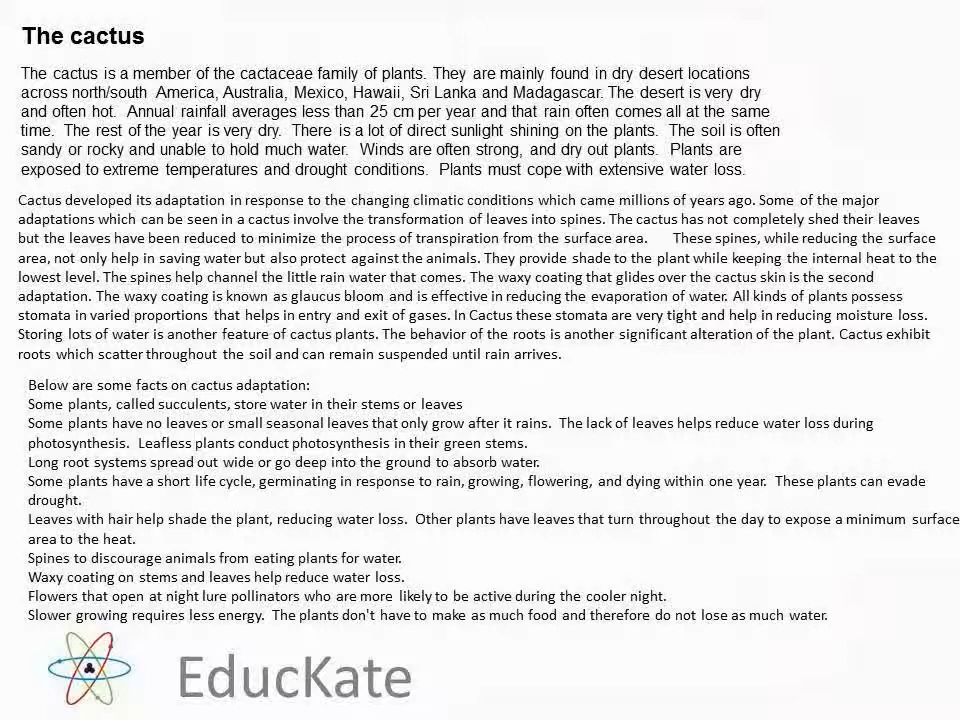 The cactus
The cactus is a member of the cactaceae family of plants. They are mainly found in dry desert locations
across north/south America, Australia, Mexico, Hawaii, Sri Lanka and Madagascar. The desert is very dry
and often hot. Annual rainfall averages less than 25 cm per year and that rain often comes all at the same
time. The rest of the year is very dry. There is a lot of direct sunlight shining on the plants. The soil is often
sandy or rocky and unable to hold much water. Winds are often strong, and dry out plants. Plants are
exposed to extreme temperatures and drought conditions. Plants must cope with extensive water loss.
Cactus developed its adaptation in response to the changing climatic conditions which came millions of years ago. Some of the major
adaptations which can be seen in a cactus involve the transformation of leaves into spines. The cactus has not completely shed their leaves
but the leaves have been reduced to minimize the process of transpiration from the surface area. These spines, while reducing the surface
area, not only help in saving water but also protect against the animals. They provide shade to the plant while keeping the internal heat to the
lowest level. The spines help channel the little rain water that comes. The waxy coating that glides over the cactus skin is the second
adaptation. The waxy coating is known as glaucus bloom and is effective in reducing the evaporation of water. All kinds of plants possess
stomata in varied proportions that helps in entry and exit of gases. In Cactus these stomata are very tight and help in reducing moisture loss.
Storing lots of water is another feature of cactus plants. The behavior of the roots is another significant alteration of the plant. Cactus exhibit
roots which scatter throughout the soil and can remain suspended until rain arrives.
Below are some facts on cactus adaptation:
Some plants, called succulents, store water in their stems or leaves
Some plants have no leaves or small seasonal leaves that only grow after it rains. The lack of leaves helps reduce water loss during
photosynthesis. Leafless plants conduct photosynthesis in their green stems.
Long root systems spread out wide or go deep into the ground to absorb water.
Some plants have a short life cycle, germinating in response to rain, growing, flowering, and dying within one year. These plants can evade
drought.
Leaves with hair help shade the plant, reducing water loss. Other plants have leaves that turn throughout the day to expose a minimum surface
area to the heat.
Spines to discourage animals from eating plants for water.
Waxy coating on stems and leaves help reduce water loss.
Flowers that open at night lure pollinators who are more likely to be active during the cooler night.
Slower growing requires less energy. The plants don't have to make as much food and therefore do not lose as much water.
EducKate